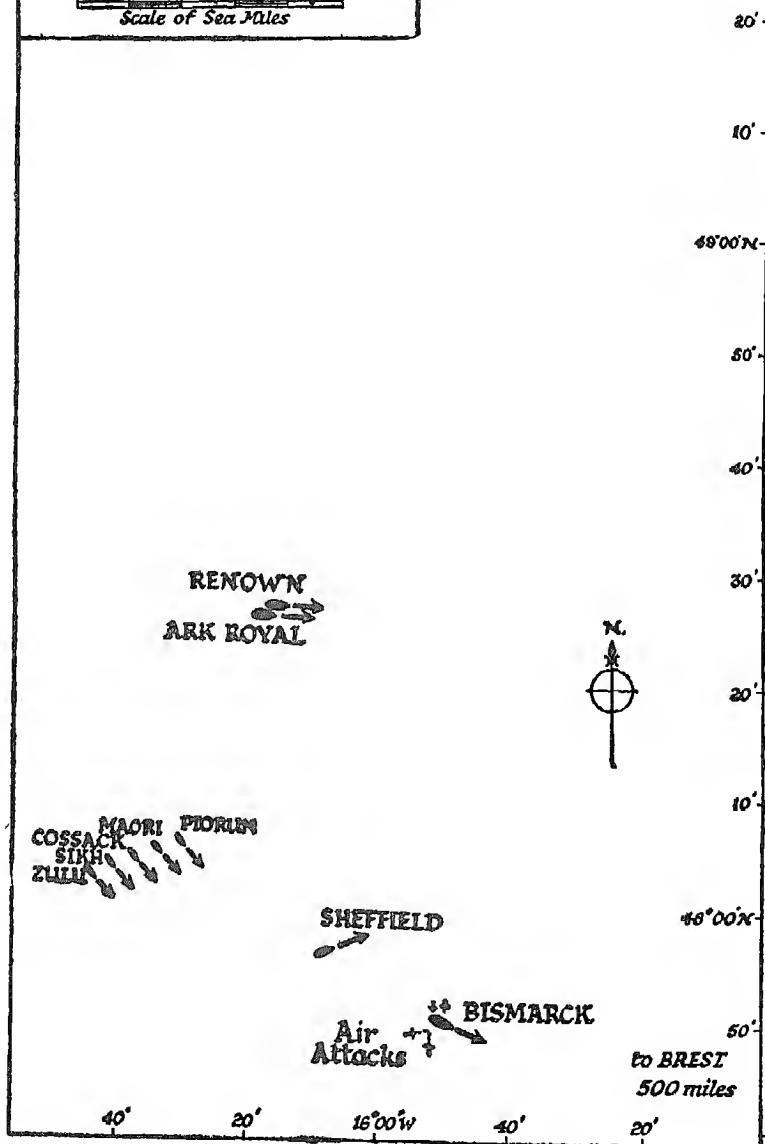 Scale of Sea Miles
20'
10'
49°00'N
50'
40'
RENOWN
30'
ARK ROYAL
N.
20'
10'
MAORI PIORUN
COSSACK
SIKH
ZULU
SHEFFIELD
48°00'N
BISMARCK
Air
Attacks
50'
to BREST
500 miles
40'
20'
16°00'W
40'
20'